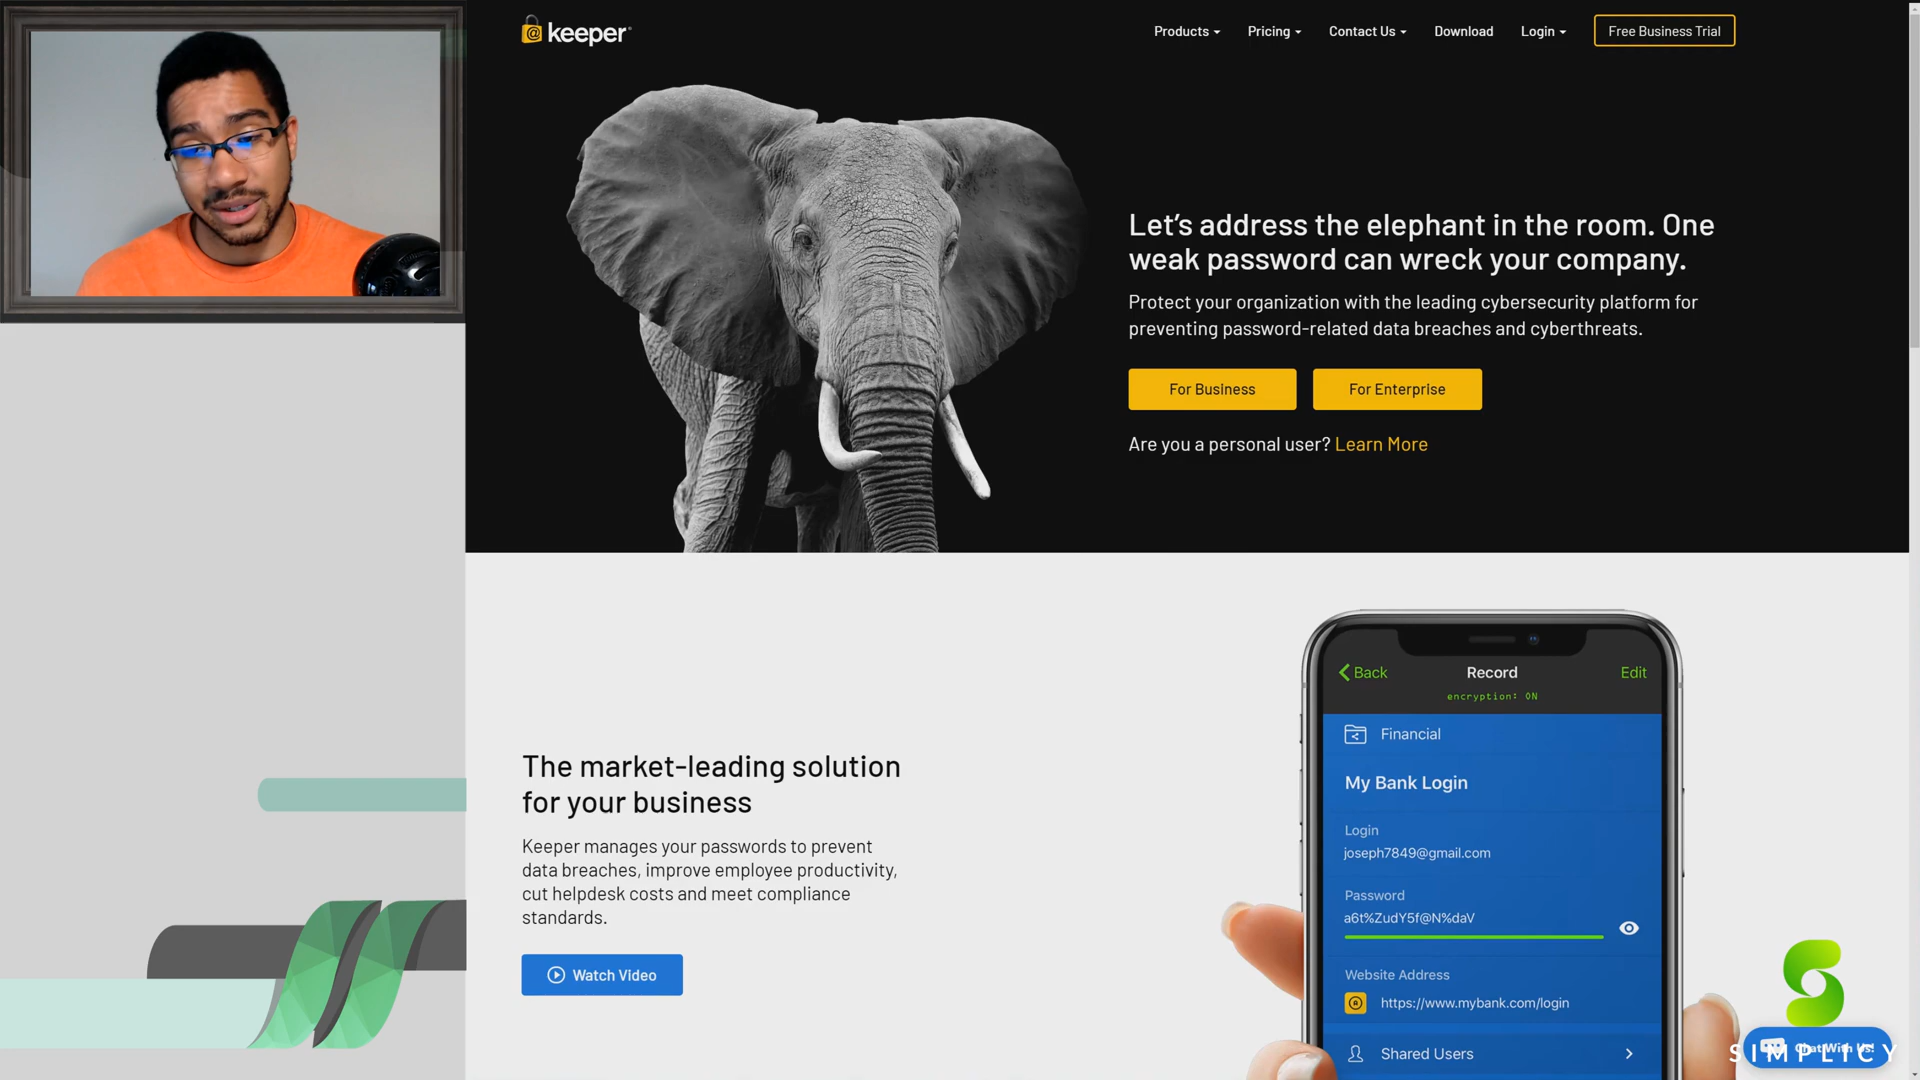 keeper
Products
Pricing
Contact Us
Download
Login
Free Business Trial
Let's address the elephant in the room. One
weak password can wreck your company.
Protect your organization with the leading cybersecurity platform for
preventing password-related data breaches and cyberthreats.
For Business
For Enterprise
Are you a personal user? Learn More
The market-leading solution
for your business
Keeper manages your passwords to prevent
data breaches, improve employee productivity,
cut helpdesk costs and meet compliance
standards.
Watch Video
Back
Record
Edit
encryption: ON
Financial
My Bank Login
Login
joseph7849@gmail.com
Password
a6t%ZudY5f@N%daV
Website Address
https://www.mybank.com/login
Shared Users
Chat With Us!
SIMPLICY